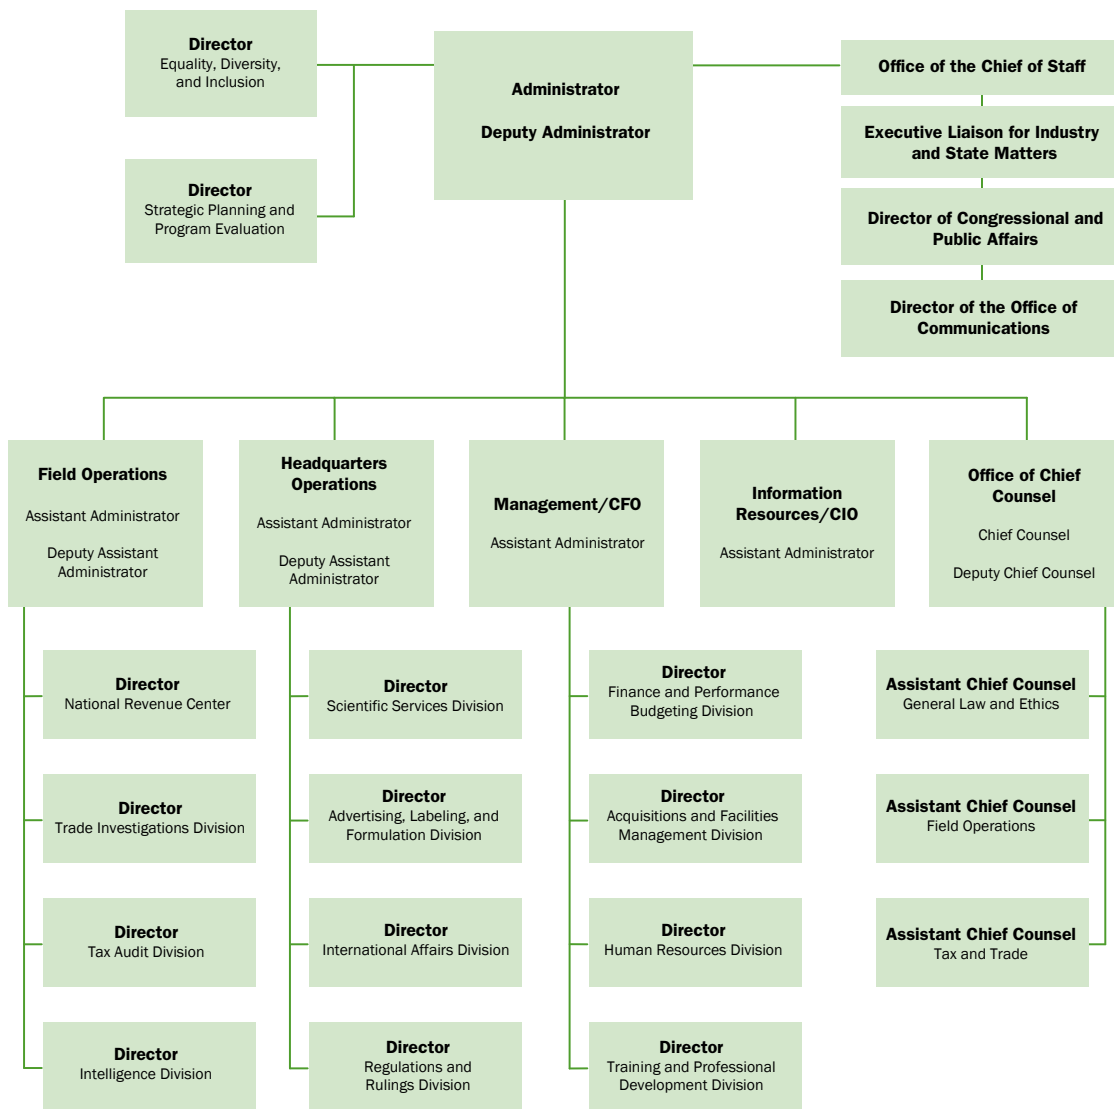 Director
Equality, Diversity,
and Inclusion
Administrator
Deputy Administrator
Office of the Chief of Staff
Executive Liaison for Industry
and State Matters
Director
Strategic Planning and
Program Evaluation
Director of Congressional and
Public Affairs
Director of the Office of
Communications
Field Operations
Assistant Administrator
Deputy Assistant
Administrator
Headquarters
Operations
Assistant Administrator
Deputy Assistant
Administrator
Management/CFO
Assistant Administrator
Information
Resources/CIO
Assistant Administrator
Office of Chief
Counsel
Chief Counsel
Deputy Chief Counsel
Director
National Revenue Center
Director
Trade Investigations Division
Director
Tax Audit Division
Director
Intelligence Division
Director
Scientific Services Division
Director
Advertising, Labeling, and
Formulation Division
Director
International Affairs Division
Director
Regulations and
Rulings Division
Director
Finance and Performance
Budgeting Division
Director
Acquisitions and Facilities
Management Division
Director
Human Resources Division
Director
Training and Professional
Development Division
Assistant Chief Counsel
General Law and Ethics
Assistant Chief Counsel
Field Operations
Assistant Chief Counsel
Tax and Trade